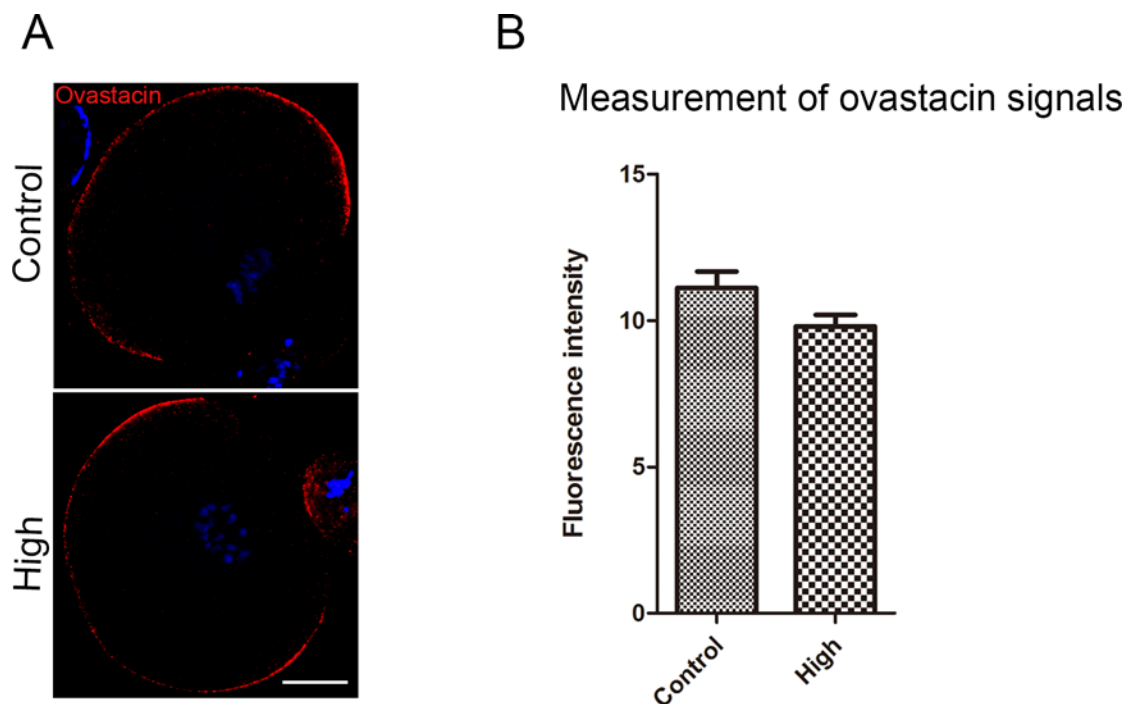 A
Ovastacin
Control
High
B
Measurement of ovastacin signals
Fluorescence intensity
15
10
5
0
Control
High